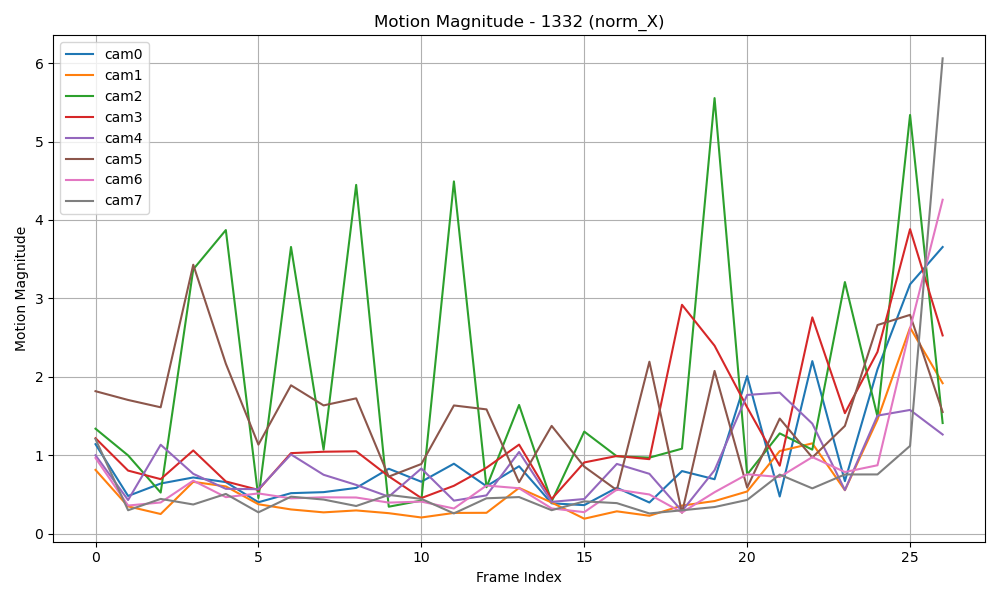 Motion Magnitude - 1332 (norm_X)
cam0
cam1
cam2
cam3
cam4
cam5
cam6
cam7
Motion Magnitude
6
5
4
3
2
1
0
0 5 10 15 20 25
Frame Index